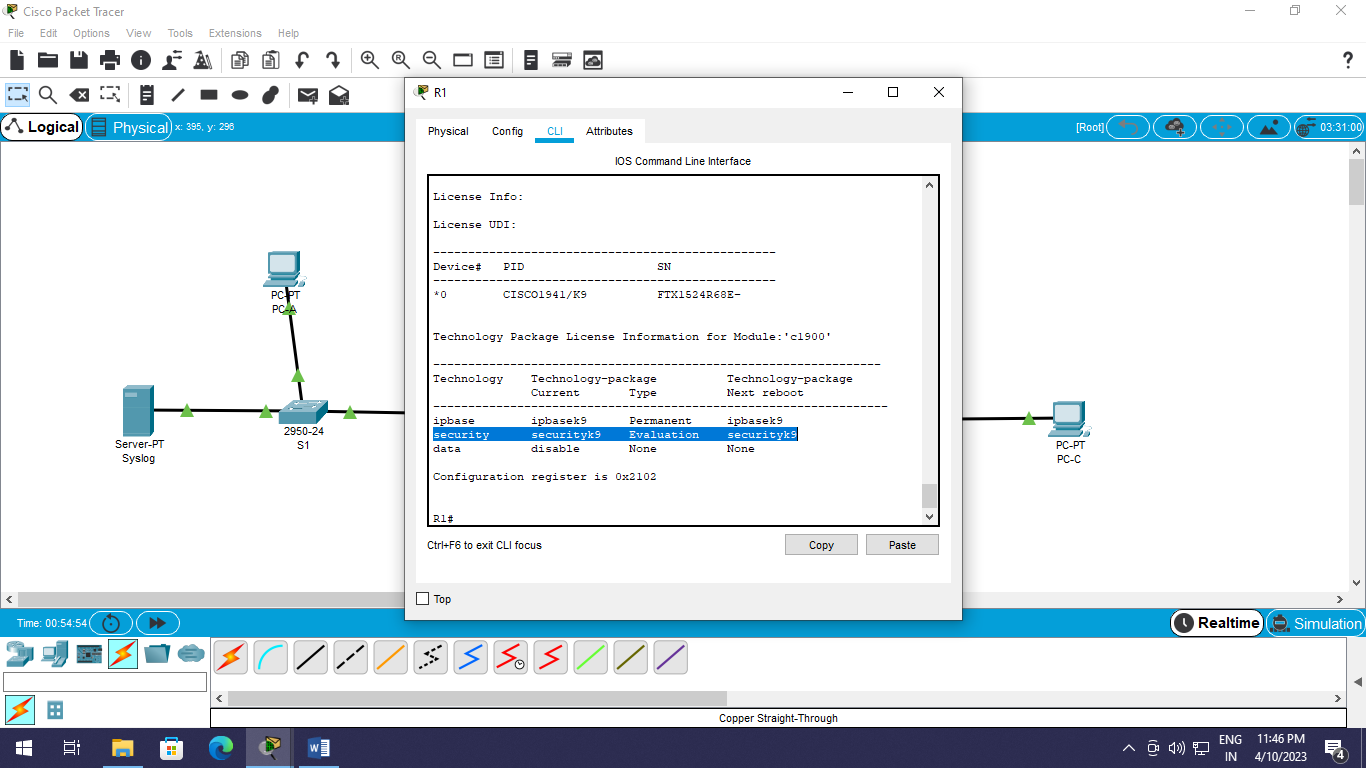 Cisco Packet Tracer
File Edit Options View Tools Extensions Help
?
Logical Physical x: 395, y: 296
[Root] 03:31:00
R1
Physical Config CLI Attributes
IOS Command Line Interface
License Info:
License UDI:
-------------------------------------------------
Device# PID SN
-------------------------------------------------
*0 CISCO1941/K9 FTX1524R68E-
Technology Package License Information for Module:'c1900'
----------------------------------------------------------------
Technology Technology-package Technology-package
Current Type Next reboot
-----------------------------------------------------------------
ipbase ipbasek9 Permanent ipbasek9
security securityk9 Evaluation securityk9
data disable None None
Configuration register is 0x2102
R1#
Ctrl+F6 to exit CLI focus
Copy Paste
Top
PC-PT
PC-A
Server-PT
Syslog
2950-24
S1
PC-PT
PC-C
Time: 00:54:54
Realtime Simulation
Copper Straight-Through
ENG
IN
11:46 PM
4/10/2023
4